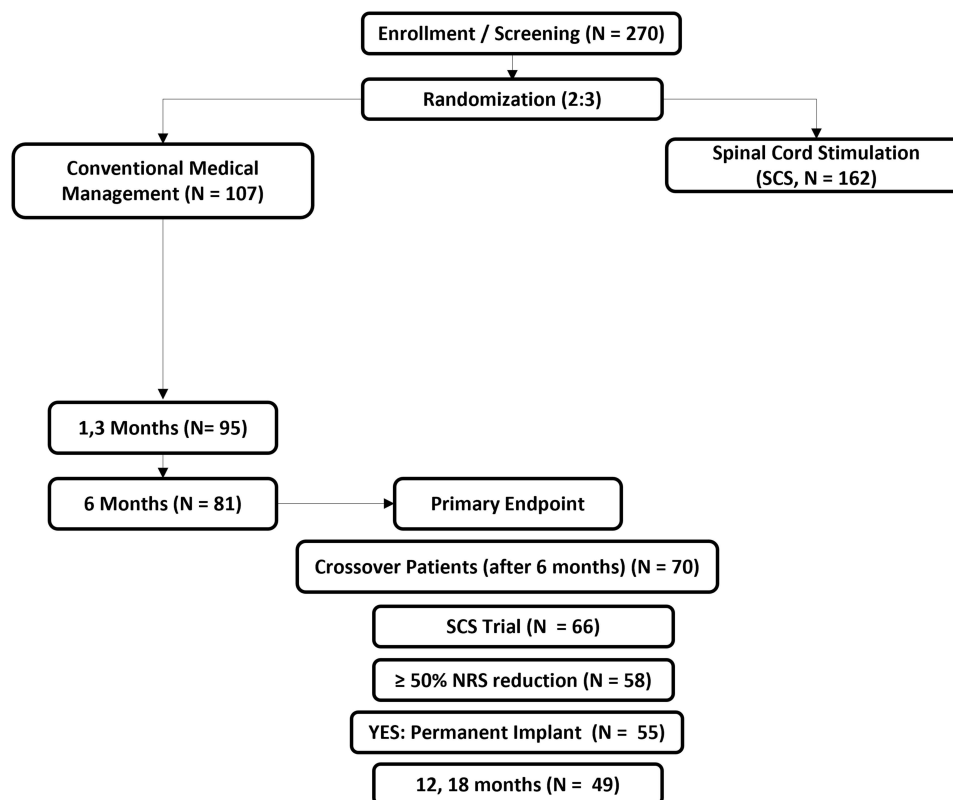 Enrollment / Screening (N = 270)
Randomization (2:3)
Conventional Medical
Management (N = 107)
Spinal Cord Stimulation
(SCS, N = 162)
1,3 Months (N= 95)
6 Months (N = 81)
Primary Endpoint
Crossover Patients (after 6 months) (N = 70)
SCS Trial (N = 66)
≥ 50% NRS reduction (N = 58)
YES: Permanent Implant (N = 55)
12, 18 months (N = 49)